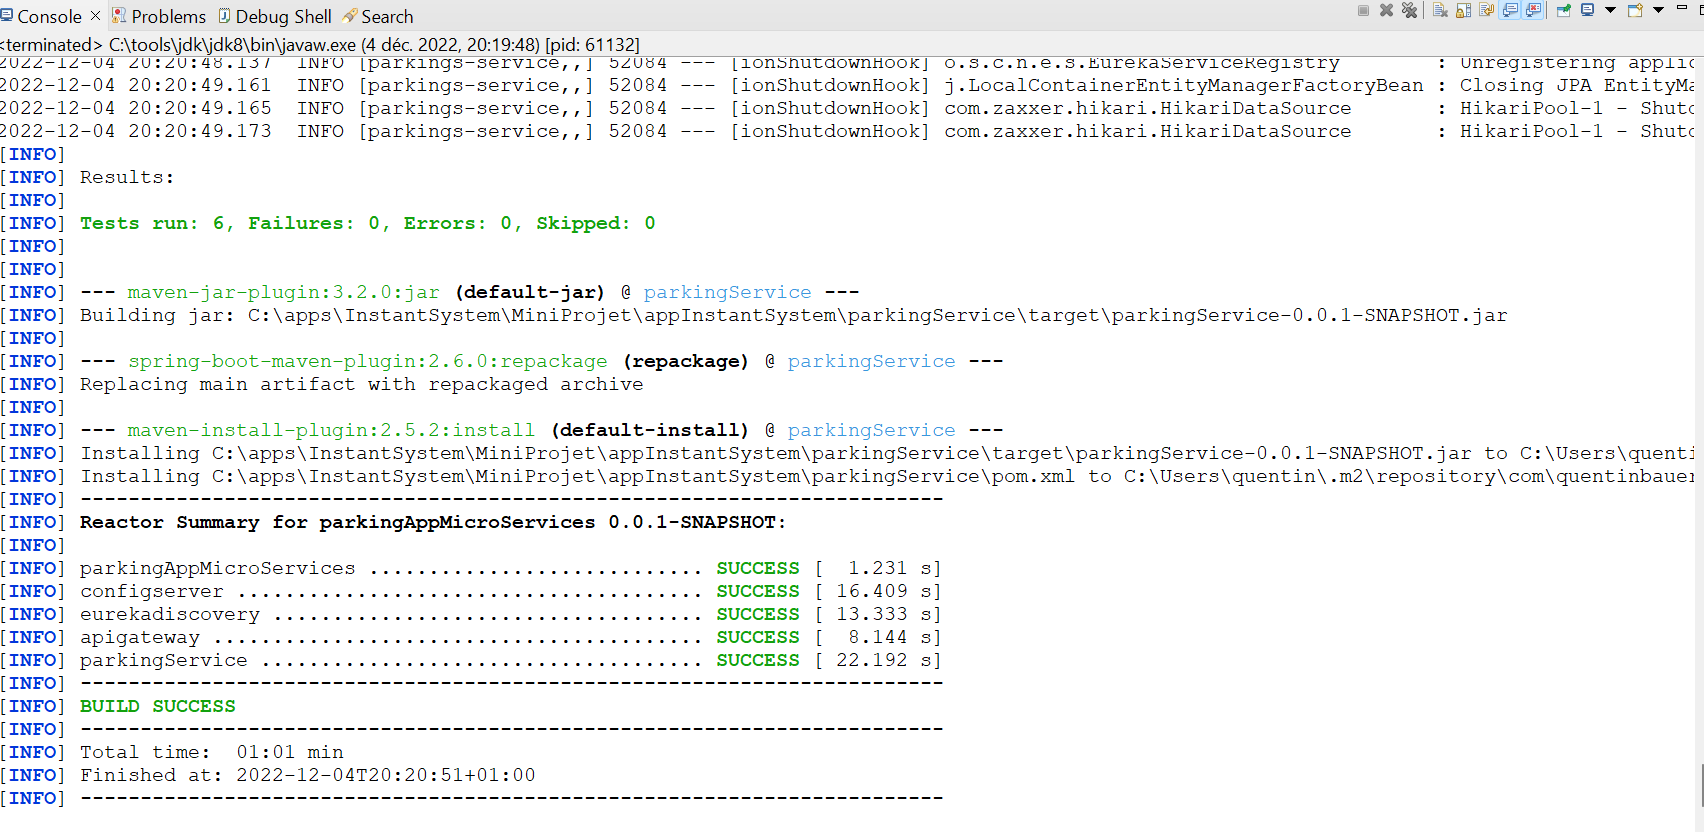 Console Problems Debug Shell Search
<terminated> C:\tools\jdk\jdk8\bin\javaw.exe (4 déc. 2022, 20:19:48) [pid: 61132]
2022-12-04 20:20:48.137  INFO [parkings-service,,] 52084 --- [ionShutdownHook] o.s.c.n.e.s.EurekaServiceRegistry        : Unregistering applic
2022-12-04 20:20:49.161  INFO [parkings-service,,] 52084 --- [ionShutdownHook] j.LocalContainerEntityManagerFactoryBean : Closing JPA EntityMa
2022-12-04 20:20:49.165  INFO [parkings-service,,] 52084 --- [ionShutdownHook] com.zaxxer.hikari.HikariDataSource       : HikariPool-1 - Shutd
2022-12-04 20:20:49.173  INFO [parkings-service,,] 52084 --- [ionShutdownHook] com.zaxxer.hikari.HikariDataSource       : HikariPool-1 - Shutd
[INFO]
[INFO] Results:
[INFO]
[INFO] Tests run: 6, Failures: 0, Errors: 0, Skipped: 0
[INFO]
[INFO]
[INFO] --- maven-jar-plugin:3.2.0:jar (default-jar) @ parkingService ---
[INFO] Building jar: C:\apps\InstantSystem\MiniProjet\appInstantSystem\parkingService\target\parkingService-0.0.1-SNAPSHOT.jar
[INFO]
[INFO] --- spring-boot-maven-plugin:2.6.0:repackage (repackage) @ parkingService ---
[INFO] Replacing main artifact with repackaged archive
[INFO]
[INFO] --- maven-install-plugin:2.5.2:install (default-install) @ parkingService ---
[INFO] Installing C:\apps\InstantSystem\MiniProjet\appInstantSystem\parkingService\target\parkingService-0.0.1-SNAPSHOT.jar to C:\Users\quenti
[INFO] Installing C:\apps\InstantSystem\MiniProjet\appInstantSystem\parkingService\pom.xml to C:\Users\quentin\.m2\repository\com\quentinbauer
[INFO] ------------------------------------------------------------------------
[INFO] Reactor Summary for parkingAppMicroServices 0.0.1-SNAPSHOT:
[INFO]
[INFO] parkingAppMicroServices ............................ SUCCESS [  1.231 s]
[INFO] configserver ....................................... SUCCESS [ 16.409 s]
[INFO] eurekadiscovery .................................... SUCCESS [ 13.333 s]
[INFO] apigateway ......................................... SUCCESS [  8.144 s]
[INFO] parkingService ..................................... SUCCESS [ 22.192 s]
[INFO] ------------------------------------------------------------------------
[INFO] BUILD SUCCESS
[INFO] ------------------------------------------------------------------------
[INFO] Total time:  01:01 min
[INFO] Finished at: 2022-12-04T20:20:51+01:00
[INFO] ------------------------------------------------------------------------